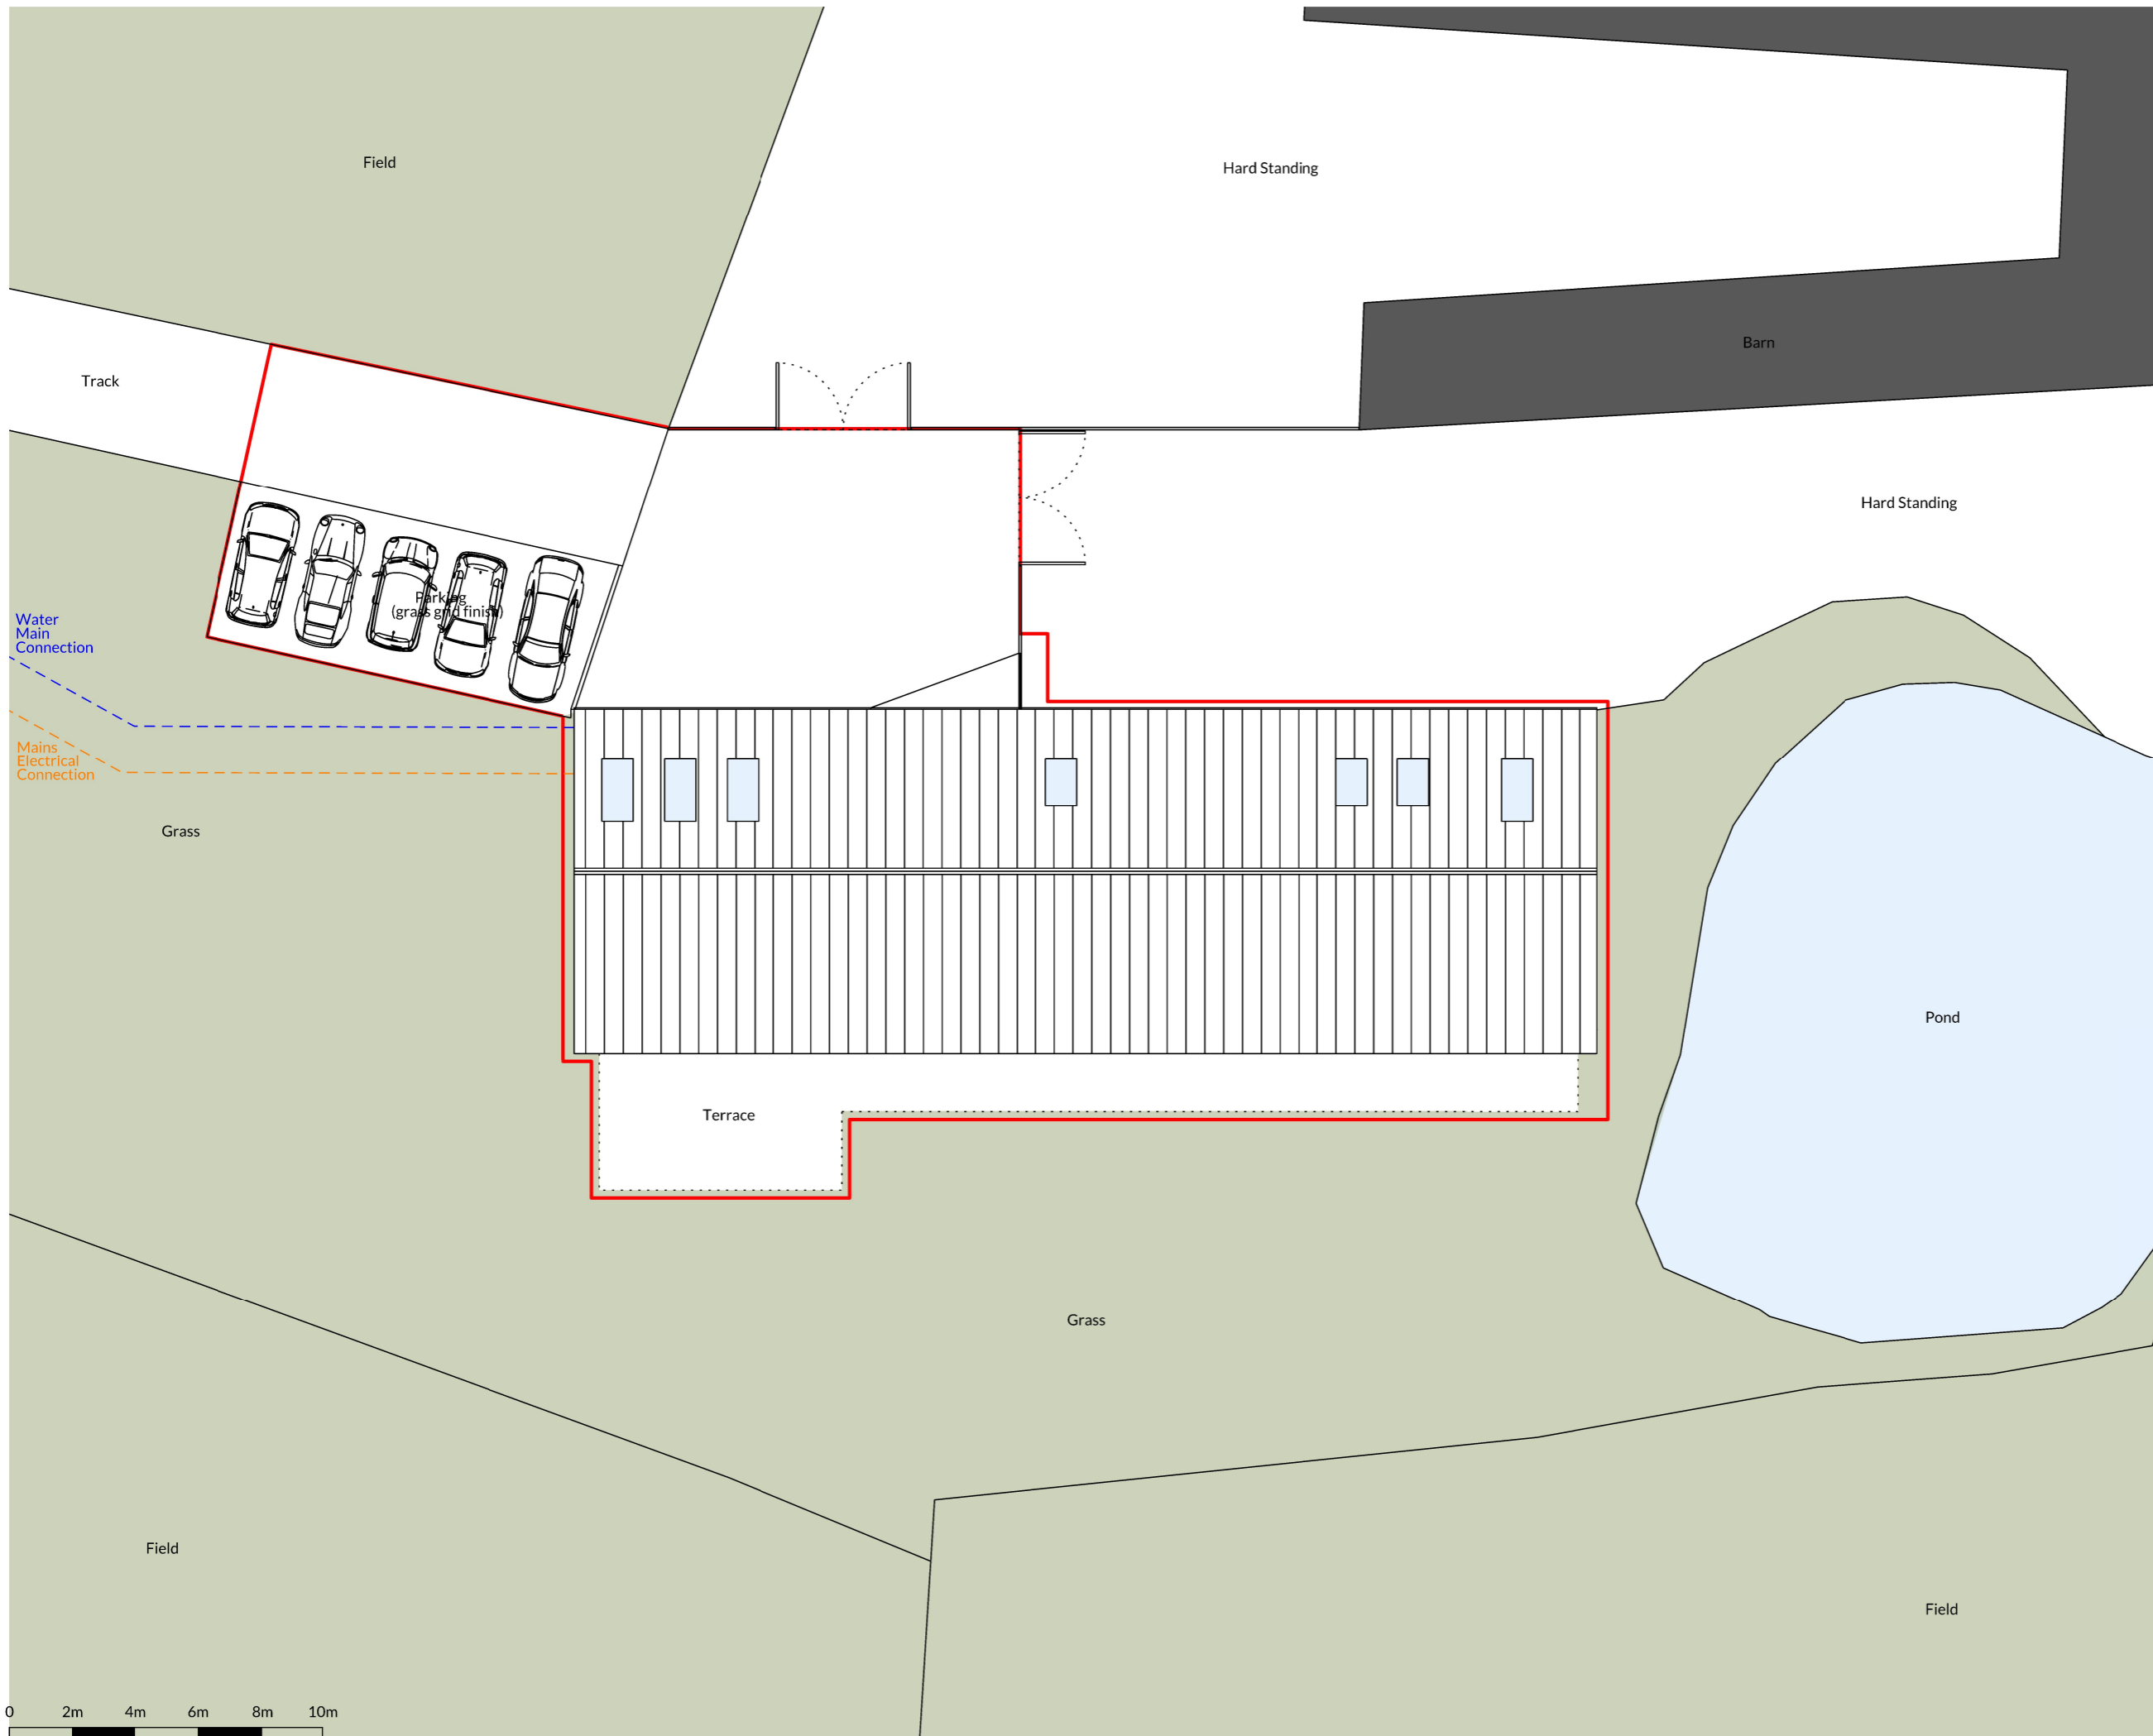 Field
Hard Standing
Barn
Track
Hard Standing
Parking
(grass grid finish)
Water
Main
Connection
Mains
Electrical
Connection
Grass
Pond
Terrace
Grass
Field
Field
0 2m 4m 6m 8m 10m